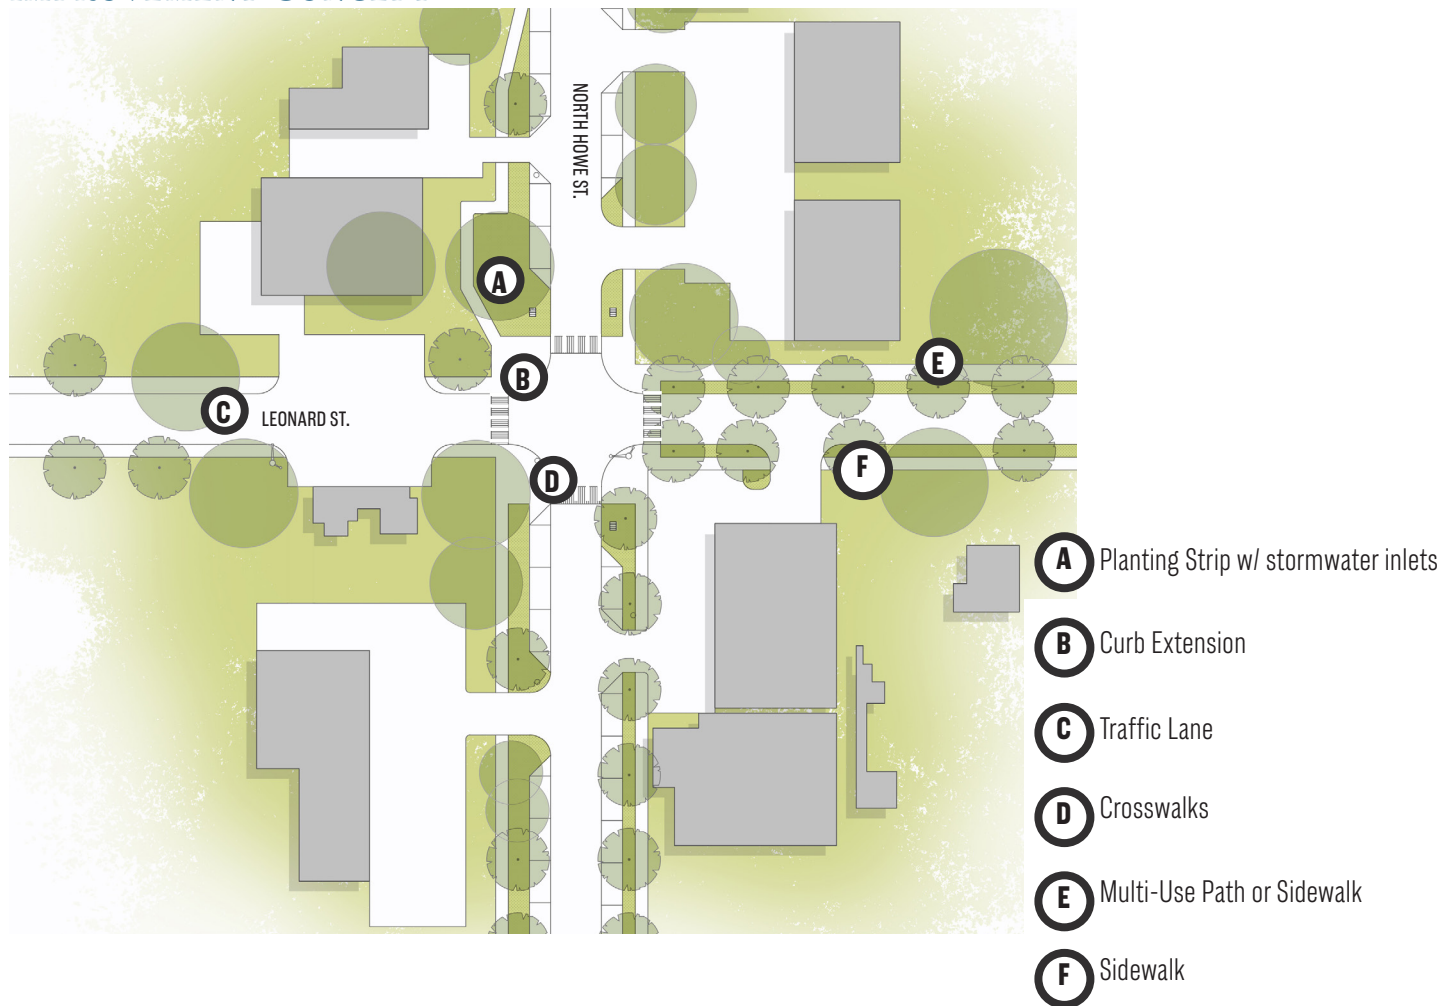 NORTH HOWE ST.
A
B
E
C
LEONARD ST.
F
D
A Planting Strip w/ stormwater inlets
B Curb Extension
C Traffic Lane
D Crosswalks
E Multi-Use Path or Sidewalk
F Sidewalk